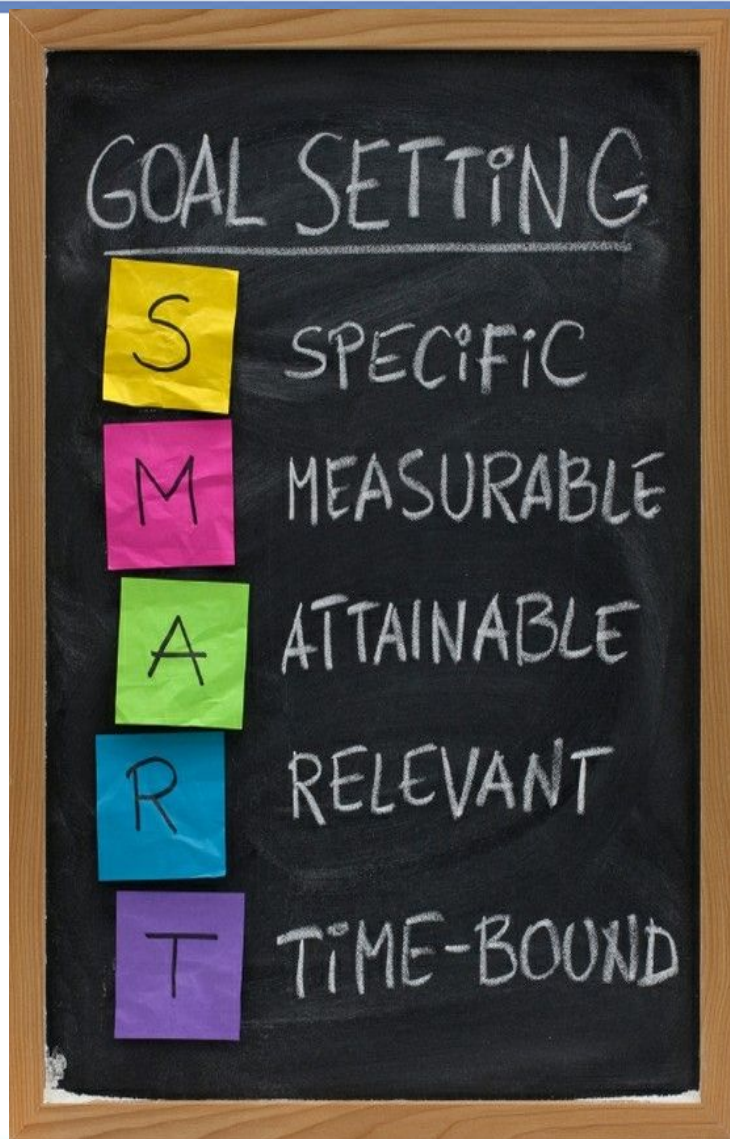 GOAL SETTING
S SPECIFIC
M MEASURABLE
A ATTAINABLE
R RELEVANT
T TIME-BOUND